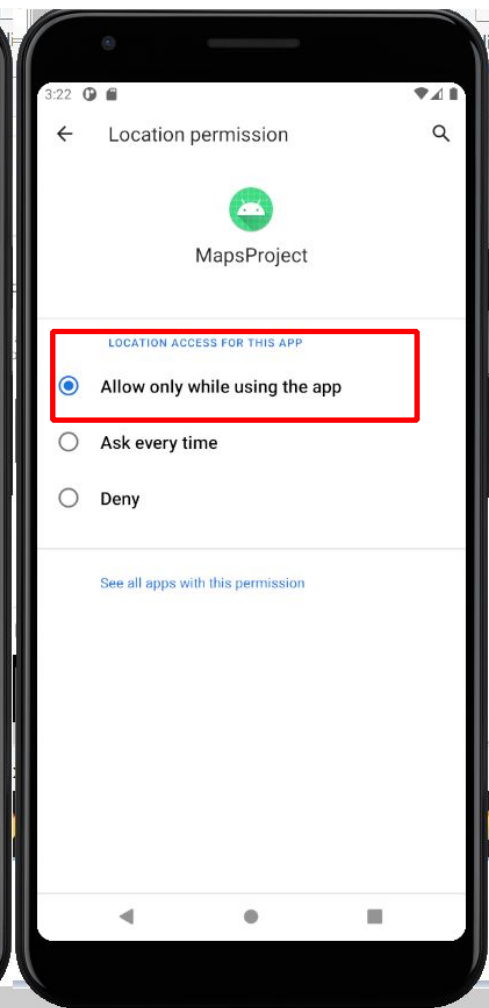 3:22
Location permission
MapsProject
LOCATION ACCESS FOR THIS APP
Allow only while using the app
Ask every time
Deny
See all apps with this permission